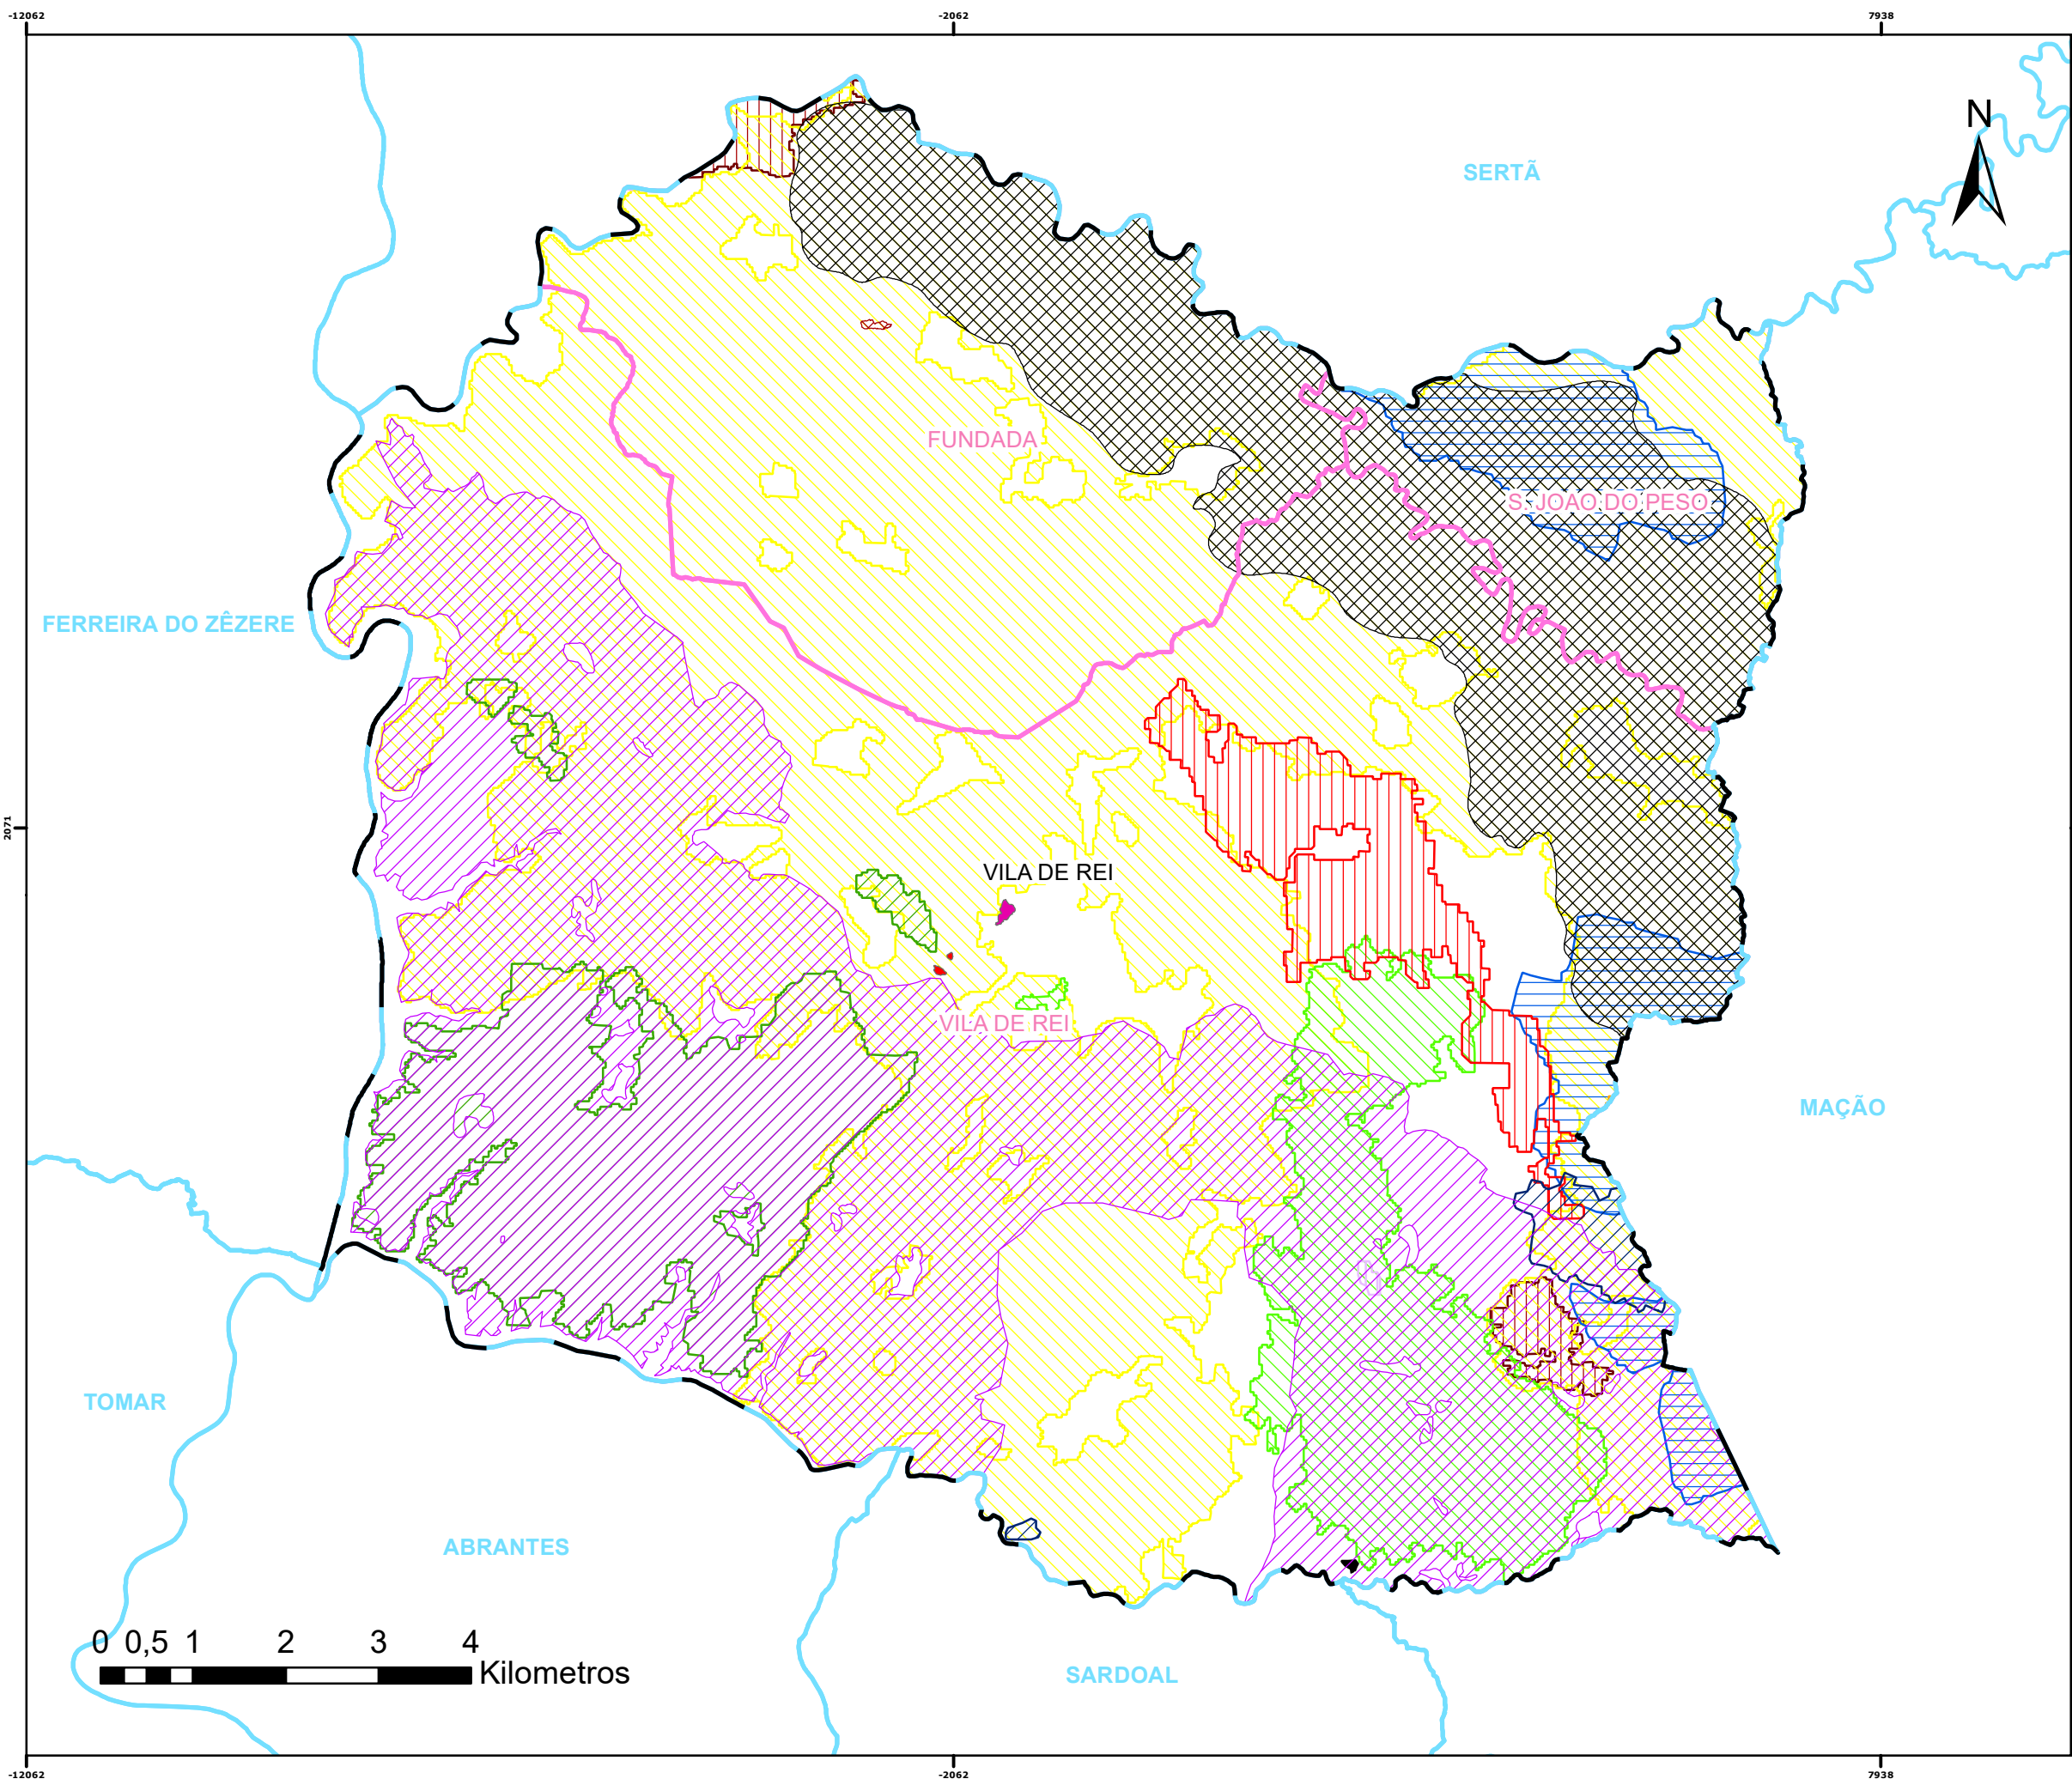 -12062 -2062 7938
N
SERTÃ
FUNDADA
S. JOAO DO PESO
FERREIRA DO ZÊZERE
2071
VILA DE REI
VILA DE REI
MAÇÃO
TOMAR
ABRANTES
0 0,5 1 2 3 4
Kilometros
SARDOAL
-12062 -2062 7938